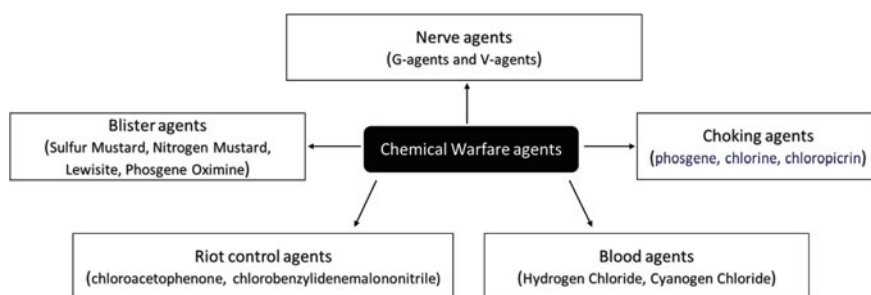 Nerve agents
(G-agents and V-agents)
Blister agents
(Sulfur Mustard, Nitrogen Mustard,
Lewisite, Phosgene Oximine)
Chemical Warfare agents
Choking agents
(phosgene, chlorine, chloropicrin)
Riot control agents
(chloroacetophenone, chlorobenzylidenemalononitrile)
Blood agents
(Hydrogen Chloride, Cyanogen Chloride)